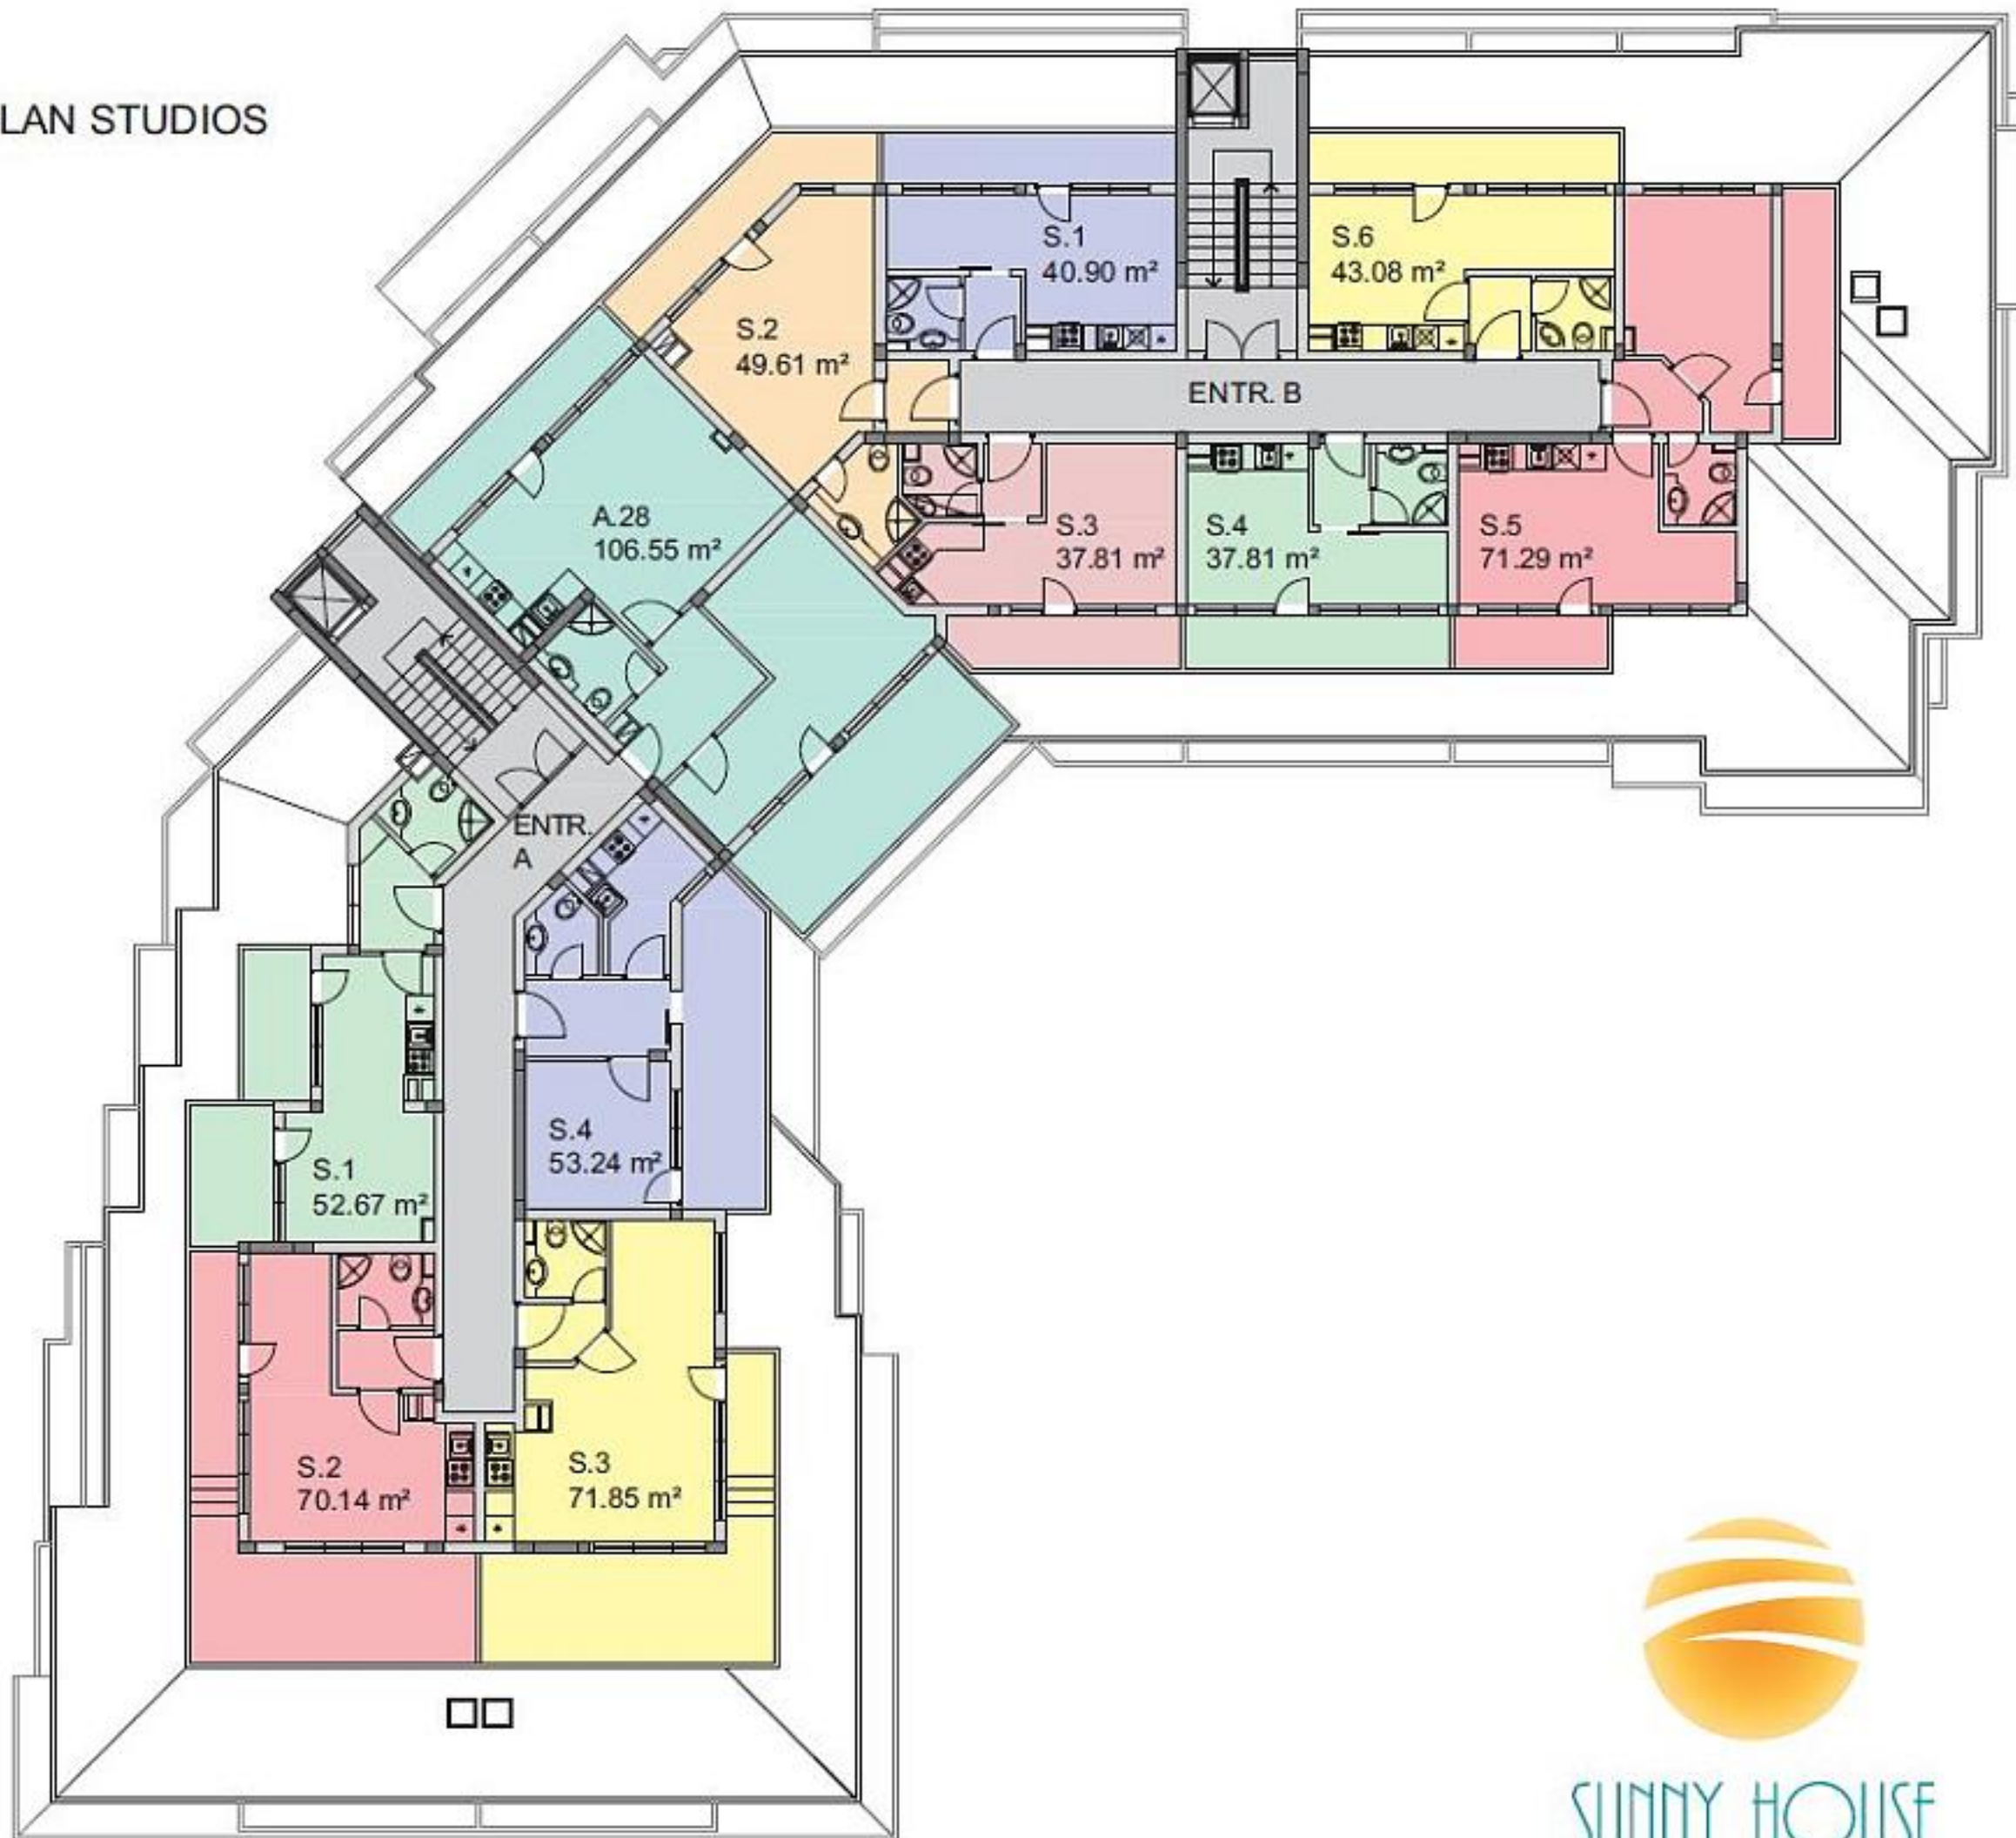 LAN STUDIOS
S.1
40.90 m²
S.6
43.08 m²
S.2
49.61 m²
ENTR. B
A.28
106.55 m²
S.3
37.81 m²
S.4
37.81 m²
S.5
71.29 m²
ENTR.
A
S.4
53.24 m²
S.1
52.67 m²
S.2
70.14 m²
S.3
71.85 m²
SUNNY HOUSE